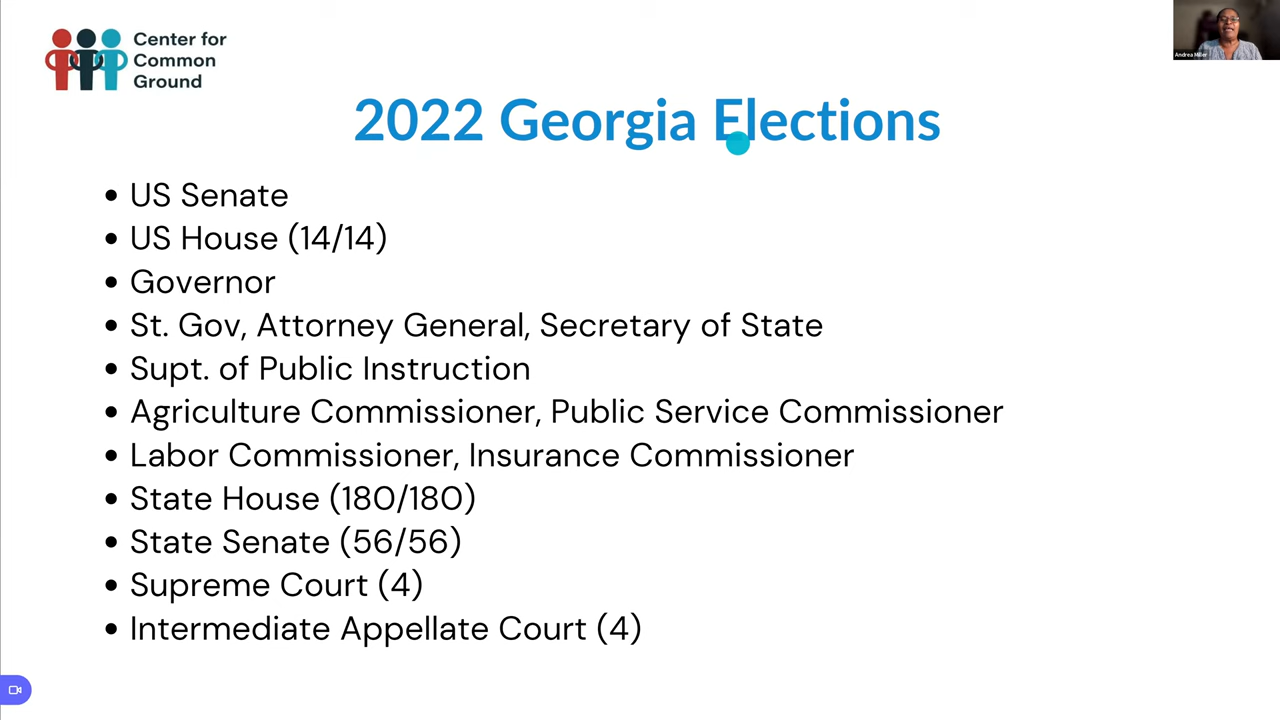 Center for
Common
Ground
Andrea Miller
2022 Georgia Elections
• US Senate
• US House (14/14)
• Governor
• St. Gov, Attorney General, Secretary of State
• Supt. of Public Instruction
• Agriculture Commissioner, Public Service Commissioner
• Labor Commissioner, Insurance Commissioner
• State House (180/180)
• State Senate (56/56)
• Supreme Court (4)
• Intermediate Appellate Court (4)